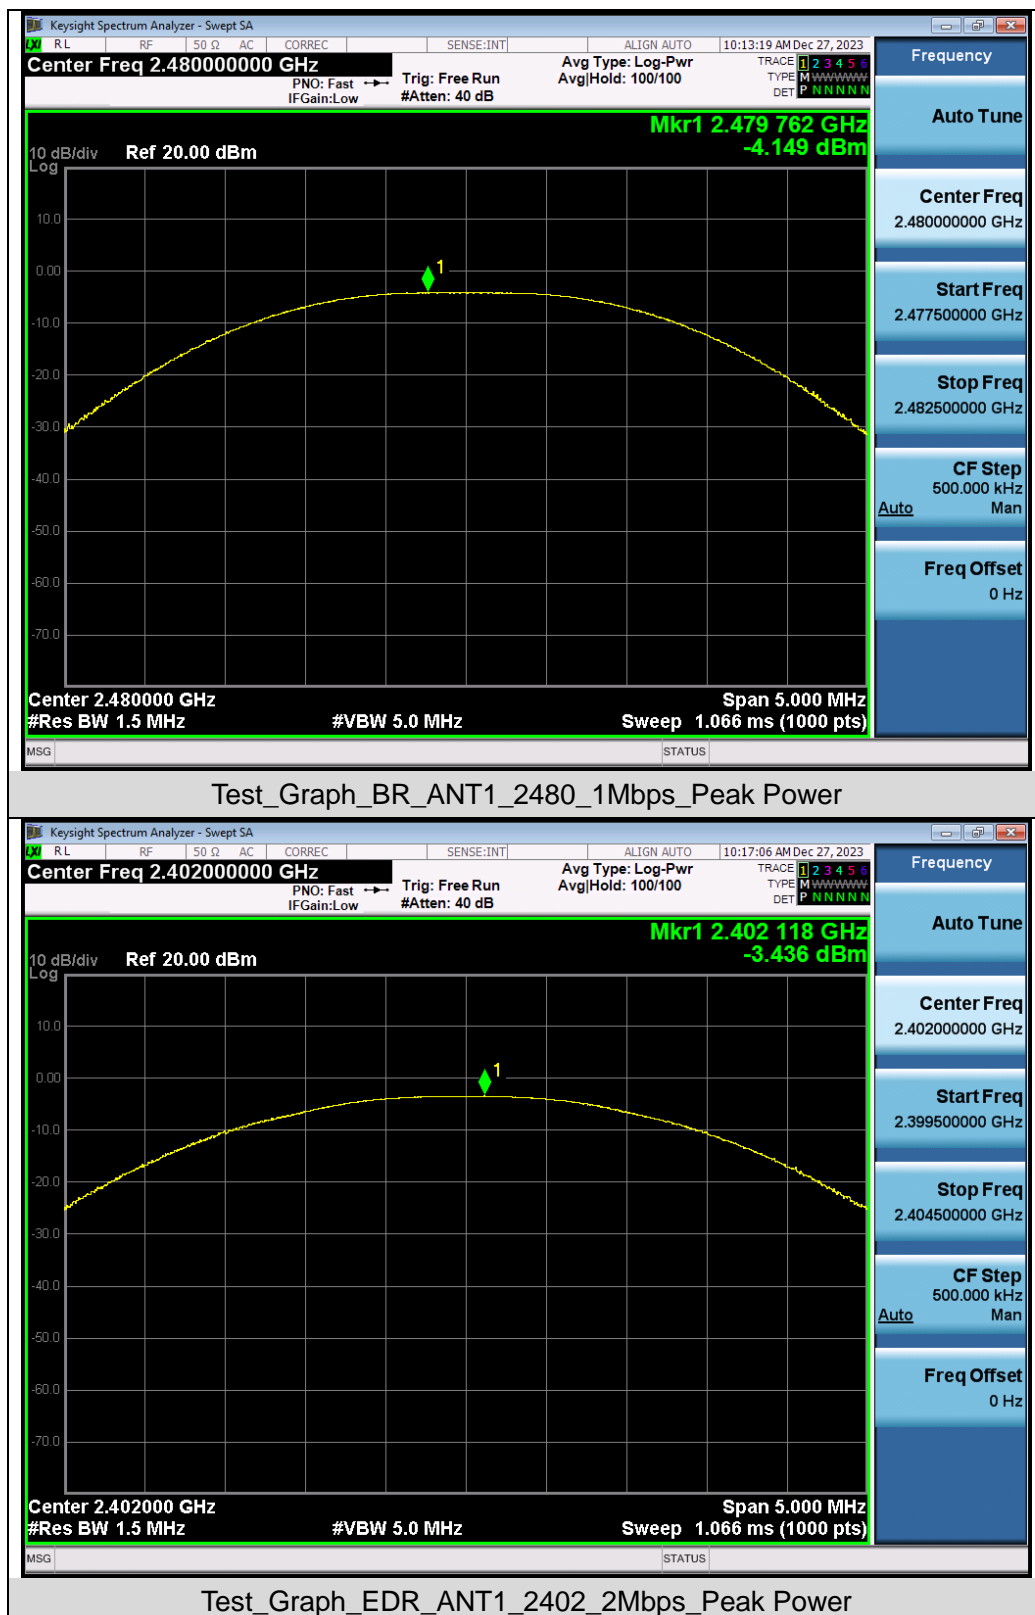 Keysight Spectrum Analyzer - Swept SA
LXI RL RF 50 Ω AC CORREC SENSE:INT ALIGN AUTO 10:13:19 AM Dec 27, 2023
Center Freq 2.480000000 GHz
PNO: Fast
IFGain:Low
Trig: Free Run
#Atten: 40 dB
Avg Type: Log-Pwr
Avg|Hold: 100/100
TRACE 1 2 3 4 5 6
TYPE M WWWWW
DET P N N N N N
Frequency
Mkr1 2.479 762 GHz
-4.149 dBm
10 dB/div Ref 20.00 dBm
Log
10.0
0.00
-10.0
-20.0
-30.0
-40.0
-50.0
-60.0
-70.0
1
Auto Tune
Center Freq
2.480000000 GHz
Start Freq
2.477500000 GHz
Stop Freq
2.482500000 GHz
CF Step
500.000 kHz
Auto Man
Freq Offset
0 Hz
Center 2.480000 GHz Span 5.000 MHz
#Res BW 1.5 MHz #VBW 5.0 MHz Sweep 1.066 ms (1000 pts)
MSG STATUS
Test_Graph_BR_ANT1_2480_1Mbps_Peak Power
Keysight Spectrum Analyzer - Swept SA
LXI RL RF 50 Ω AC CORREC SENSE:INT ALIGN AUTO 10:17:06 AM Dec 27, 2023
Center Freq 2.402000000 GHz
PNO: Fast
IFGain:Low
Trig: Free Run
#Atten: 40 dB
Avg Type: Log-Pwr
Avg|Hold: 100/100
TRACE 1 2 3 4 5 6
TYPE M WWWWW
DET P N N N N N
Frequency
Mkr1 2.402 118 GHz
-3.436 dBm
10 dB/div Ref 20.00 dBm
Log
10.0
0.00
-10.0
-20.0
-30.0
-40.0
-50.0
-60.0
-70.0
1
Auto Tune
Center Freq
2.402000000 GHz
Start Freq
2.399500000 GHz
Stop Freq
2.404500000 GHz
CF Step
500.000 kHz
Auto Man
Freq Offset
0 Hz
Center 2.402000 GHz Span 5.000 MHz
#Res BW 1.5 MHz #VBW 5.0 MHz Sweep 1.066 ms (1000 pts)
MSG STATUS
Test_Graph_EDR_ANT1_2402_2Mbps_Peak Power